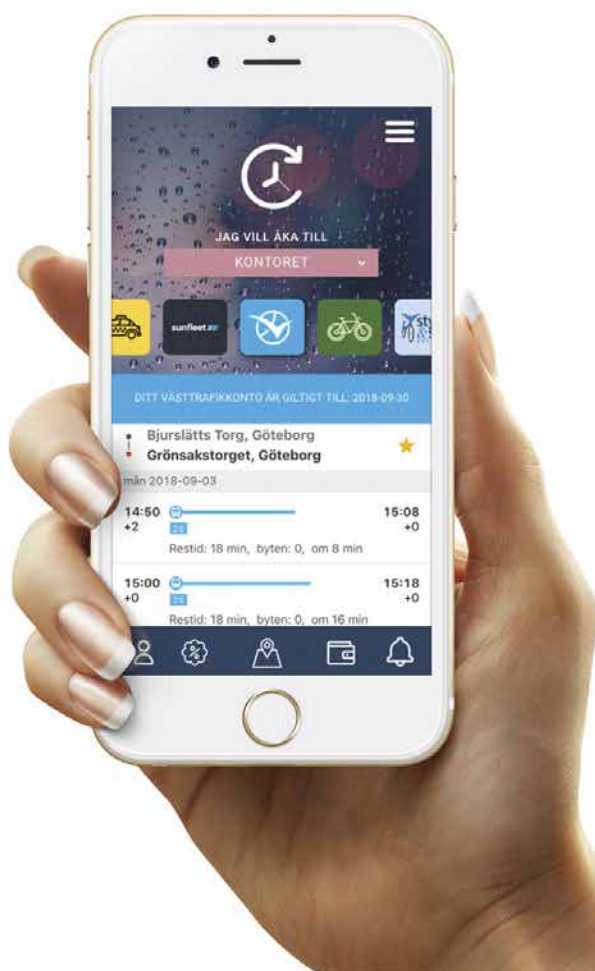 JAG VILL ÅKA TILL
KONTORET
sunfleet
sty
&
DITT VÄSTTRAFIKKONTO ÄR GILTIGT TILL: 2018-09-30
Bjurslätts Torg, Göteborg
Grönsakstorget, Göteborg
mån 2018-09-03
14:50 15:08
+2 +0
Restid: 18 min, byten: 0, om 8 min
15:00 15:18
+0 +0
Restid: 18 min, byten: 0, om 16 min